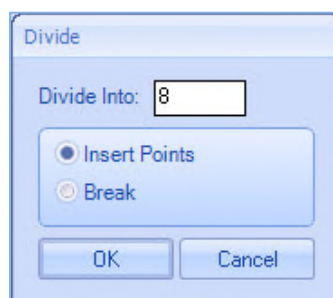 Divide
Divide Into: 8
Insert Points
Break
OK Cancel